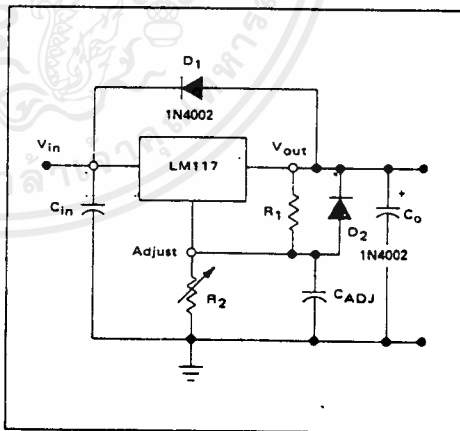 D1
1N4002
Vin
LM117
Vout
Cin
R1
D2
+
Co
1N4002
Adjust
R2
CADJ